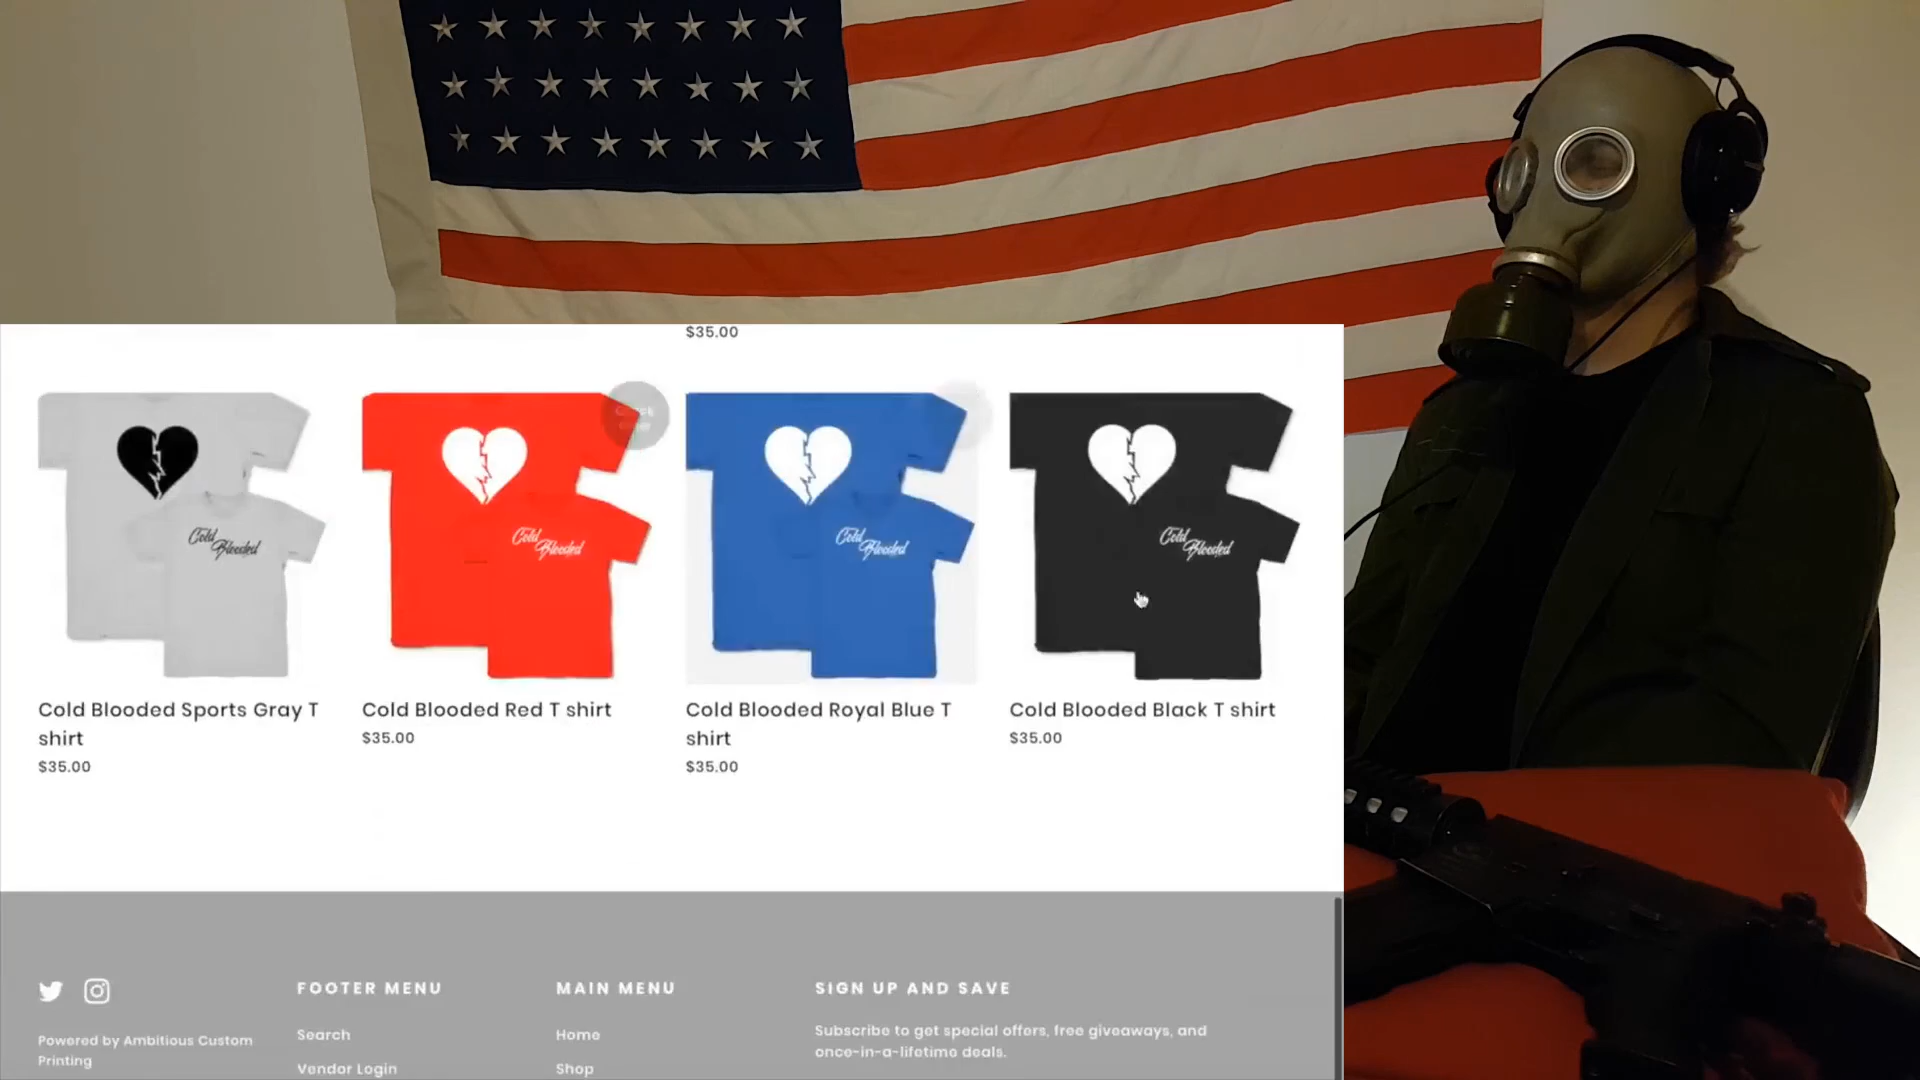 $35.00
Cold
Blooded
Cold
Blooded
Cold
Blooded
Cold
Blooded
Cold Blooded Sports Gray T
shirt
$35.00
Cold Blooded Red T shirt
$35.00
Cold Blooded Royal Blue T
shirt
$35.00
Cold Blooded Black T shirt
$35.00
Powered by Ambitious Custom
Printing
FOOTER MENU
Search
Vendor Login
MAIN MENU
Home
Shop
SIGN UP AND SAVE
Subscribe to get special offers, free giveaways, and
once-in-a-lifetime deals.